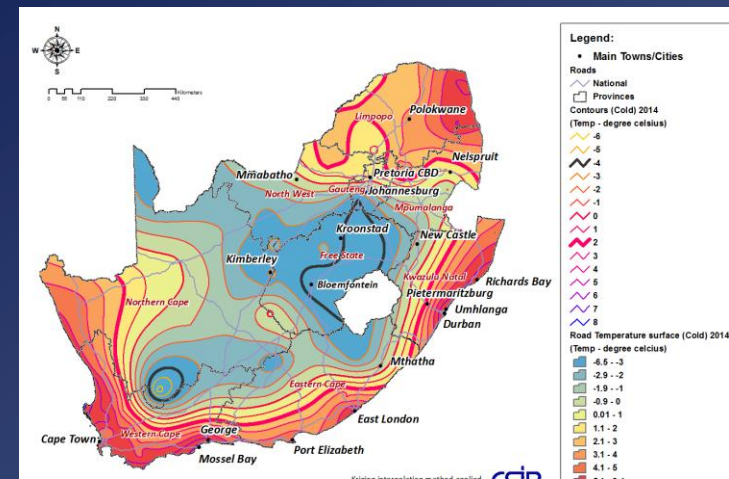 N
W
E
S
0 55 110 220 330 440
Kilometers
Limpopo
Polokwane
Nelspruit
Pretoria CBD
Mmabatho
Gauteng
Johannesburg
North West
Mpumalanga
Kroonstad
New Castle
Free State
Kimberley
Kwazulu Natal
Bloemfontein
Richards Bay
Pietermaritzburg
Northern Cape
Umhlanga
Durban
Mthatha
Eastern Cape
East London
Western Cape
George
Cape Town
Port Elizabeth
Mossel Bay
Kriging interpolation method applied
Legend:
Main Towns/Cities
Roads
National
Provinces
Contours (Cold) 2014
(Temp - degree celsius)
-6
-5
-4
-3
-2
-1
0
1
2
3
4
5
6
7
8
Road Temperature surface (Cold) 2014
(Temp - degree celcius)
-6.5 - -3
-2.9 - -2
-1.9 - -1
-0.9 - 0
0.01 - 1
1.1 - 2
2.1 - 3
3.1 - 4
4.1 - 5